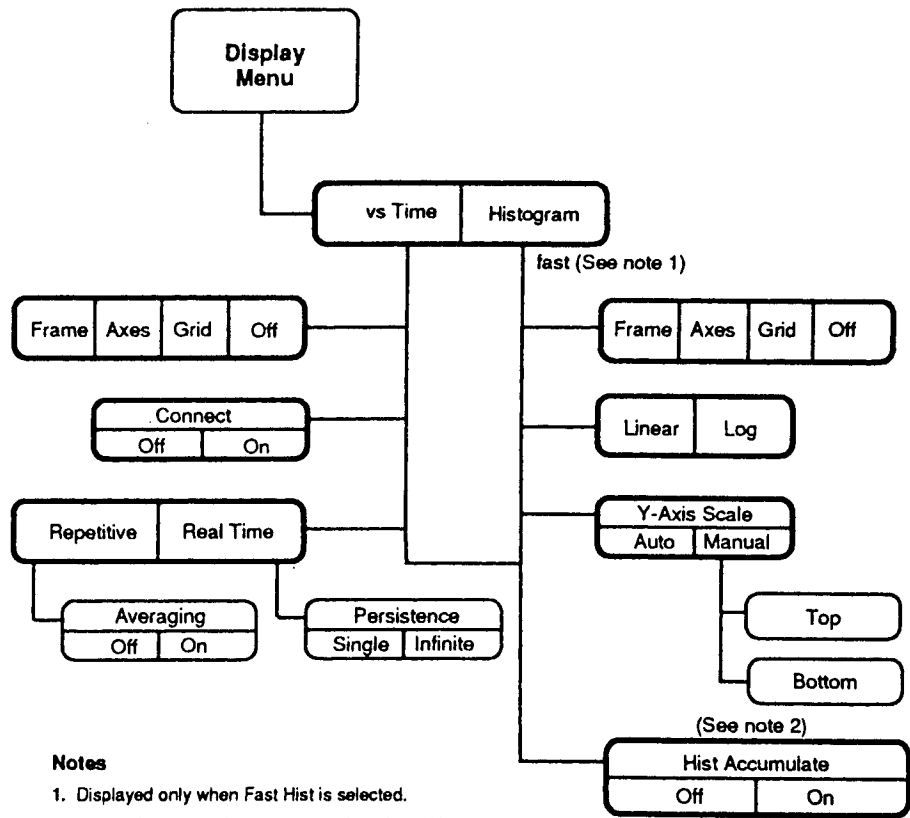 Display
Menu
vs Time
Histogram
fast (See note 1)
Frame
Axes
Grid
Off
Frame
Axes
Grid
Off
Connect
Off
On
Linear
Log
Repetitive
Real Time
Y-Axis Scale
Auto
Manual
Averaging
Off
On
Persistence
Single
Infinite
Top
Bottom
(See note 2)
Hist Accumulate
Off
On
Notes
1. Displayed only when Fast Hist is selected.